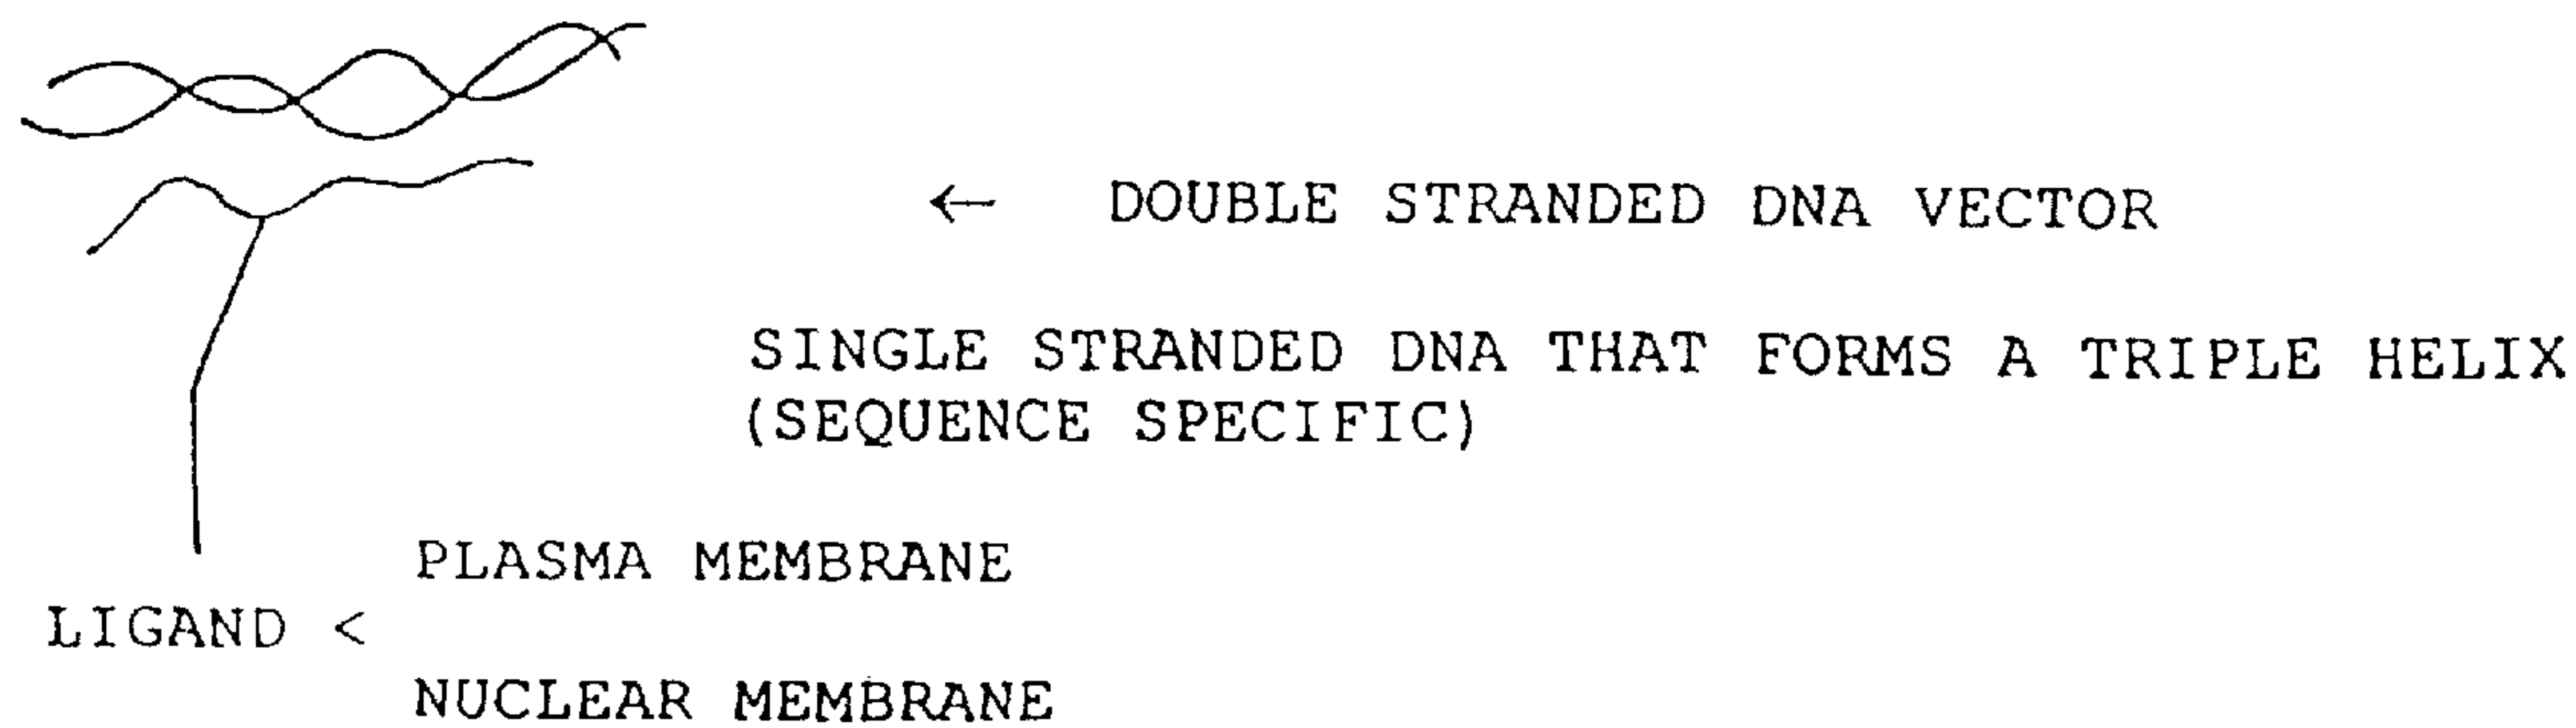 ← DOUBLE STRANDED DNA VECTOR
SINGLE STRANDED DNA THAT FORMS A TRIPLE HELIX
(SEQUENCE SPECIFIC)
PLASMA MEMBRANE
LIGAND <
NUCLEAR MEMBRANE